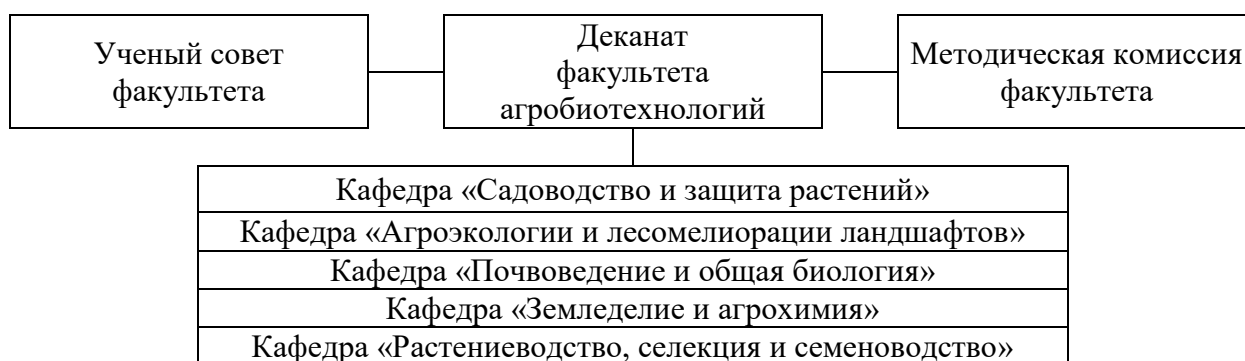 Ученый совет
факультета
Деканат
факультета
агробиотехнологий
Методическая комиссия
факультета
Кафедра «Садоводство и защита растений»
Кафедра «Агроэкологии и лесомелиорации ландшафтов»
Кафедра «Почвоведение и общая биология»
Кафедра «Земледелие и агрохимия»
Кафедра «Растениеводство, селекция и семеноводство»